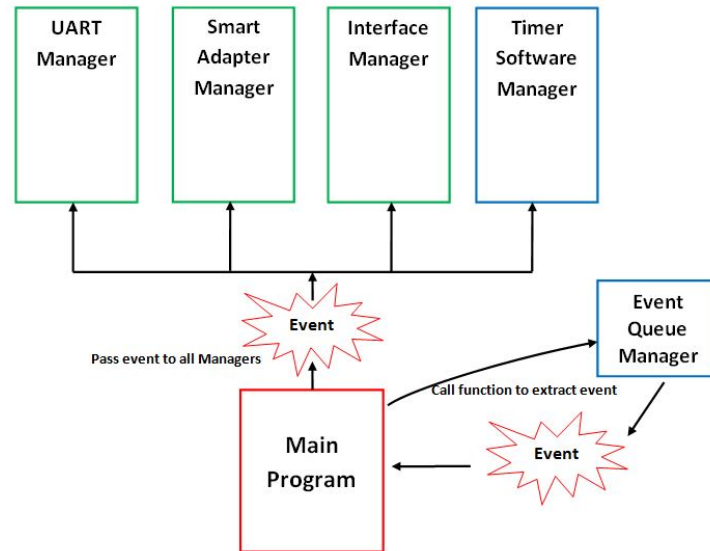 UART
Manager
Smart
Adapter
Manager
Interface
Manager
Timer
Software
Manager
Event
Pass event to all Managers
Event
Queue
Manager
Call function to extract event
Main
Program
Event